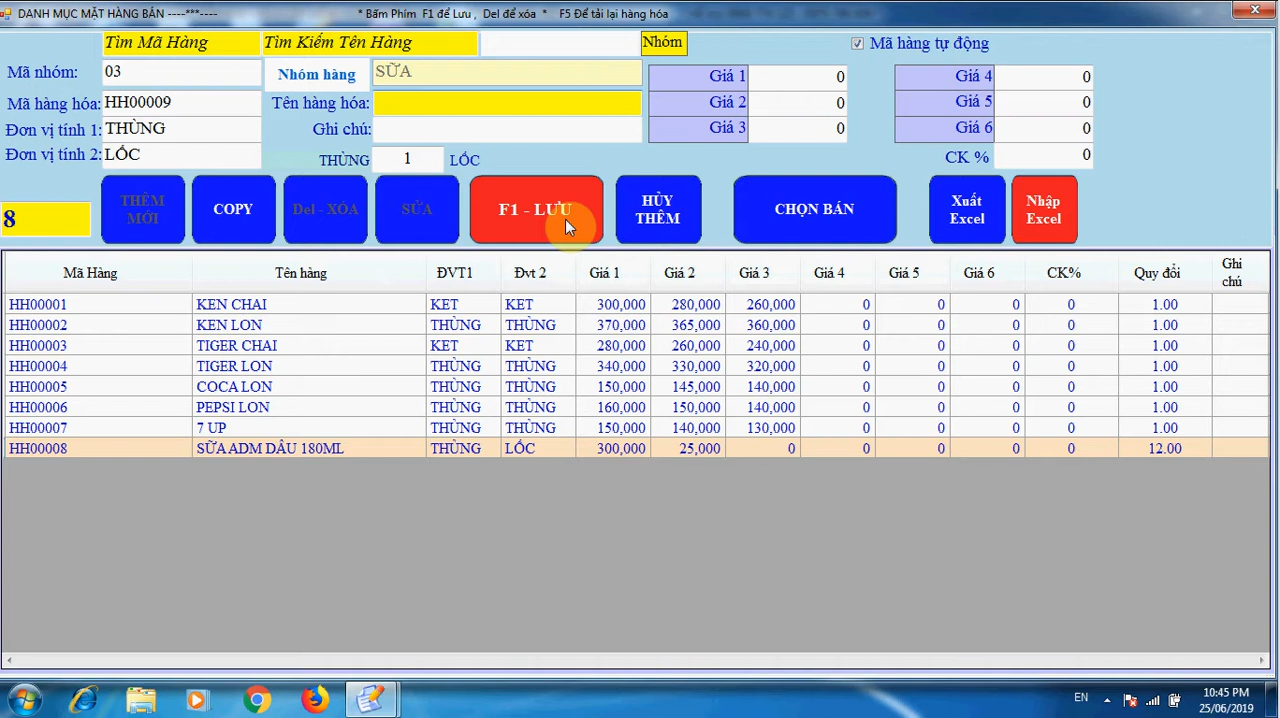 DANH MỤC MẶT HÀNG BÁN ----***---- * Bấm Phím F1 để Lưu , Del để xóa * F5 Để tải lại hàng hóa
Tìm Mã Hàng Tìm Kiếm Tên Hàng Nhóm Mã hàng tự động
Mã nhóm: 03 Nhóm hàng SỮA Giá 1 0 Giá 4 0
Mã hàng hóa: HH00009 Tên hàng hóa: Giá 2 0 Giá 5 0
Đơn vị tính 1: THÙNG Ghi chú: Giá 3 0 Giá 6 0
Đơn vị tính 2: LỐC THÙNG 1 LỐC CK % 0
8 THÊM MỚI COPY Del - XÓA SỬA F1 - LƯU HỦY THÊM CHỌN BÁN Xuất Excel Nhập Excel
Mã Hàng Tên hàng ĐVT1 Đvt 2 Giá 1 Giá 2 Giá 3 Giá 4 Giá 5 Giá 6 CK% Quy đổi Ghi chú
HH00001 KEN CHAI KET KET 300,000 280,000 260,000 0 0 0 0 1.00
HH00002 KEN LON THÙNG THÙNG 370,000 365,000 360,000 0 0 0 0 1.00
HH00003 TIGER CHAI KET KET 280,000 260,000 240,000 0 0 0 0 1.00
HH00004 TIGER LON THÙNG THÙNG 340,000 330,000 320,000 0 0 0 0 1.00
HH00005 COCA LON THÙNG THÙNG 150,000 145,000 140,000 0 0 0 0 1.00
HH00006 PEPSI LON THÙNG THÙNG 160,000 150,000 140,000 0 0 0 0 1.00
HH00007 7 UP THÙNG THÙNG 150,000 140,000 130,000 0 0 0 0 1.00
HH00008 SỮA ADM DÂU 180ML THÙNG LỐC 300,000 25,000 0 0 0 0 0 12.00
EN 10:45 PM
25/06/2019